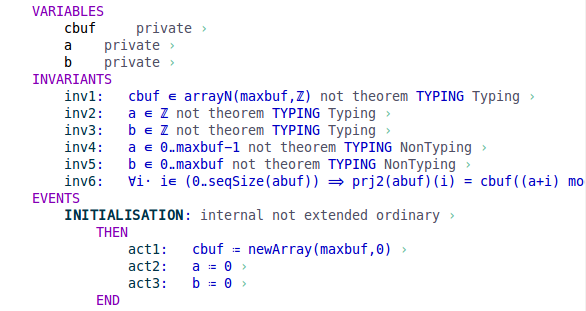 VARIABLES
cbuf private ›
a private ›
b private ›
INVARIANTS
inv1: cbuf ∈ arrayN(maxbuf,ℤ) not theorem TYPING Typing ›
inv2: a ∈ ℤ not theorem TYPING Typing ›
inv3: b ∈ ℤ not theorem TYPING Typing ›
inv4: a ∈ 0‥maxbuf−1 not theorem TYPING NonTyping ›
inv5: b ∈ 0‥maxbuf not theorem TYPING NonTyping ›
inv6: ∀i· i∈ (0‥seqSize(abuf)) ⇒ prj2(abuf)(i) = cbuf((a+i) mo
EVENTS
INITIALISATION: internal not extended ordinary ›
THEN
act1: cbuf ≔ newArray(maxbuf,0) ›
act2: a ≔ 0 ›
act3: b ≔ 0 ›
END